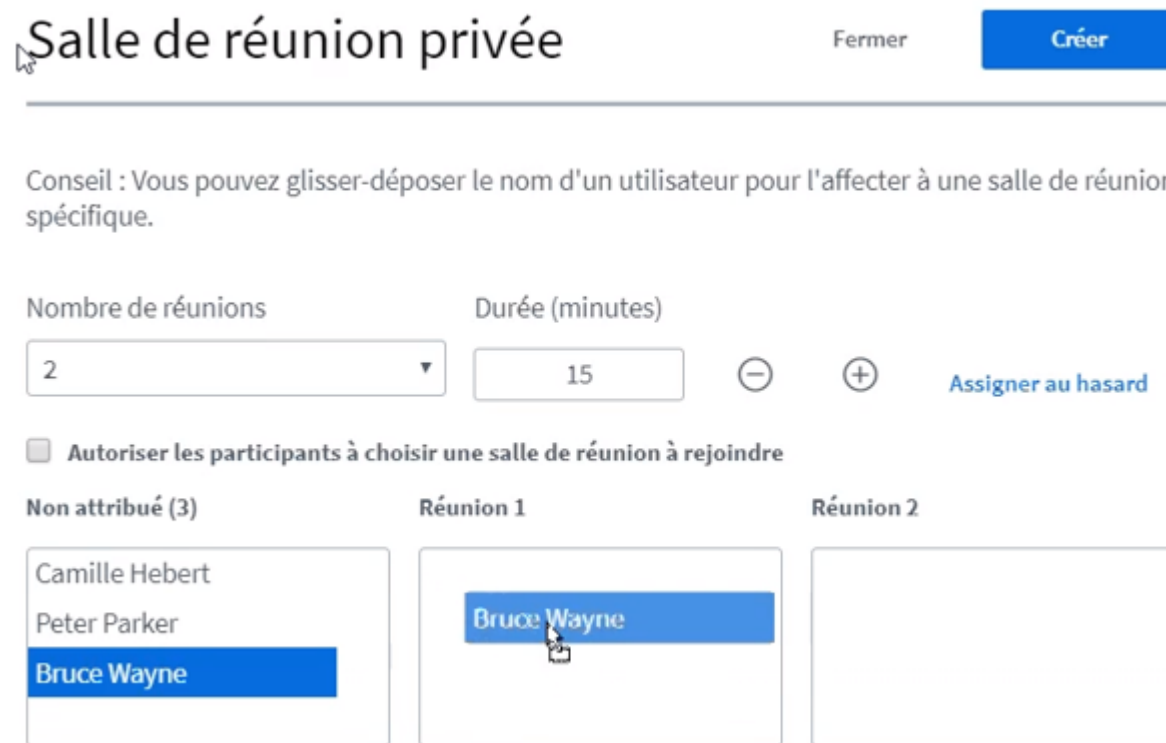 Salle de réunion privée
Fermer
Créer
Conseil : Vous pouvez glisser-déposer le nom d'un utilisateur pour l'affecter à une salle de réunion
spécifique.
Nombre de réunions
Durée (minutes)
2
15
Assigner au hasard
Autoriser les participants à choisir une salle de réunion à rejoindre
Non attribué (3)
Réunion 1
Réunion 2
Camille Hebert
Peter Parker
Bruce Wayne
Bruce Wayne